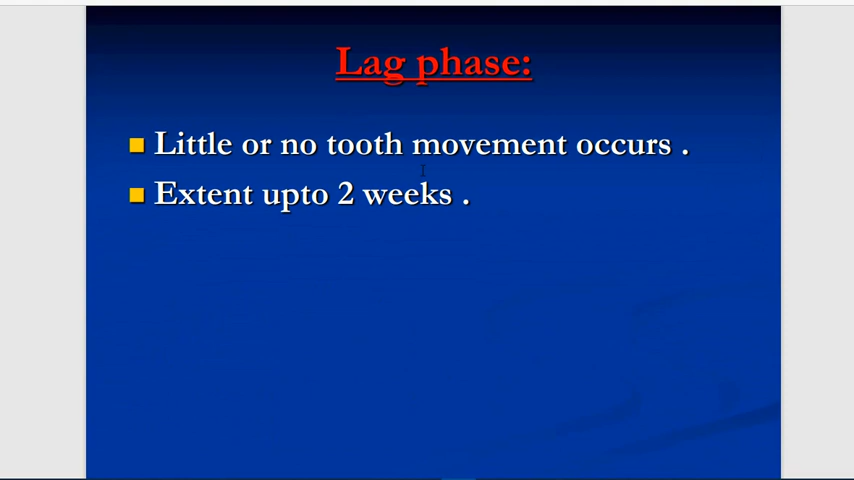 Lag phase:
Little or no tooth movement occurs .
Extent upto 2 weeks .